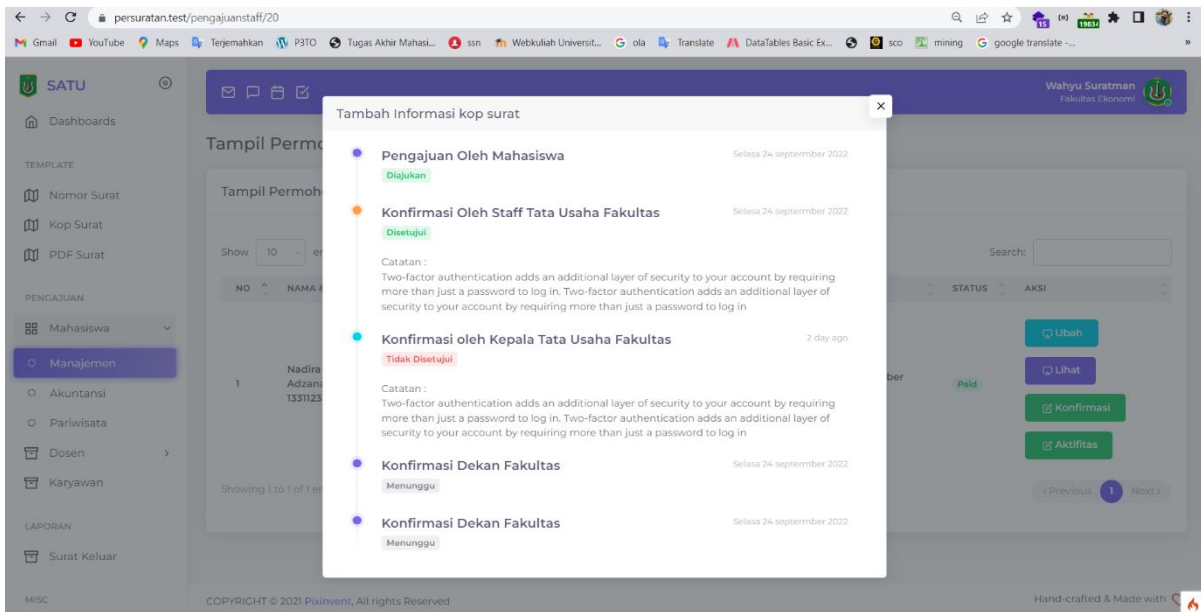 persuratan.test/pengajuanstaff/20
15
19834
Gmail YouTube Maps Terjemahkan P3TO Tugas Akhir Mahasi... ssn Webkuliah Universit... ola Translate DataTables Basic Ex... sco mining google translate -... »
SATU
Wahyu Suratman
Fakultas Ekonomi
Dashboards
TEMPLATE
Nomor Surat
Kop Surat
PDF Surat
PENGAJUAN
Mahasiswa
Manajemen
Akuntansi
Pariwisata
Dosen
Karyawan
LAPORAN
Surat Keluar
MISC
Tampil Permo
Tampil Permoh
Show 10 en
Search:
NO NAMA & STATUS AKSI
1
Nadira
Adzana
1331123
ber
Paid
Ubah
Lihat
Konfirmasi
Aktifitas
Showing 1 to 1 of 1 en
Previous 1 Next
Tambah Informasi kop surat
Pengajuan Oleh Mahasiswa Selasa 24 septermber 2022
Diajukan
Konfirmasi Oleh Staff Tata Usaha Fakultas Selasa 24 septermber 2022
Disetujui
Catatan :
Two-factor authentication adds an additional layer of security to your account by requiring
more than just a password to log in. Two-factor authentication adds an additional layer of
security to your account by requiring more than just a password to log in
Konfirmasi oleh Kepala Tata Usaha Fakultas 2 day ago
Tidak Disetujui
Catatan :
Two-factor authentication adds an additional layer of security to your account by requiring
more than just a password to log in. Two-factor authentication adds an additional layer of
security to your account by requiring more than just a password to log in
Konfirmasi Dekan Fakultas Selasa 24 septermber 2022
Menunggu
Konfirmasi Dekan Fakultas Selasa 24 septermber 2022
Menunggu
COPYRIGHT © 2021 Pixinvent, All rights Reserved
Hand-crafted & Made with